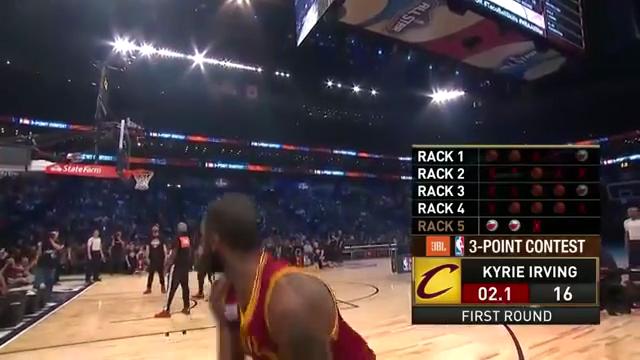 RACK 1
RACK 2
RACK 3
RACK 4
RACK 5
JBL 3-POINT CONTEST
KYRIE IRVING
02.1 16
FIRST ROUND
State Farm